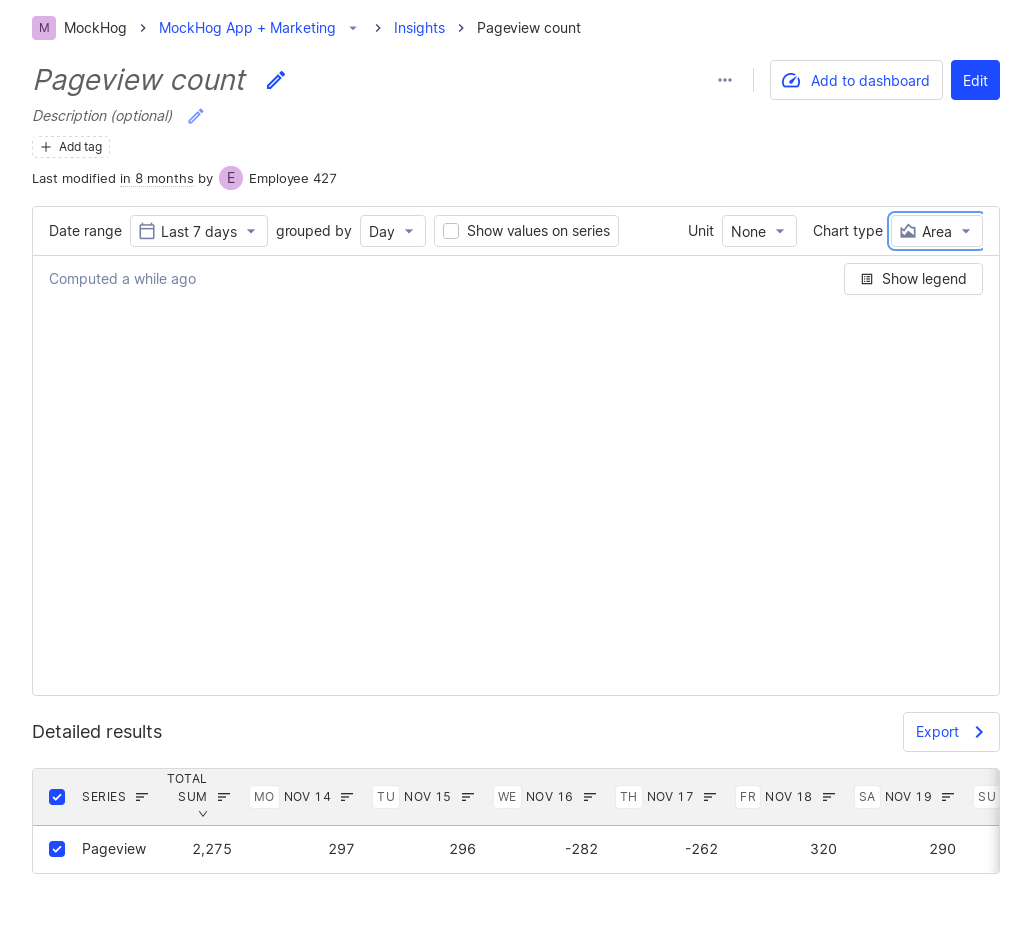 M MockHog MockHog App + Marketing Insights Pageview count
Pageview count
Add to dashboard Edit
Description (optional)
Add tag
Last modified in 8 months by E Employee 427
Date range Last 7 days grouped by Day Show values on series Unit None Chart type Area
Computed a while ago Show legend
Detailed results Export
SERIES TOTAL SUM MO NOV 14 TU NOV 15 WE NOV 16 TH NOV 17 FR NOV 18 SA NOV 19 SU
Pageview 2,275 297 296 -282 -262 320 290